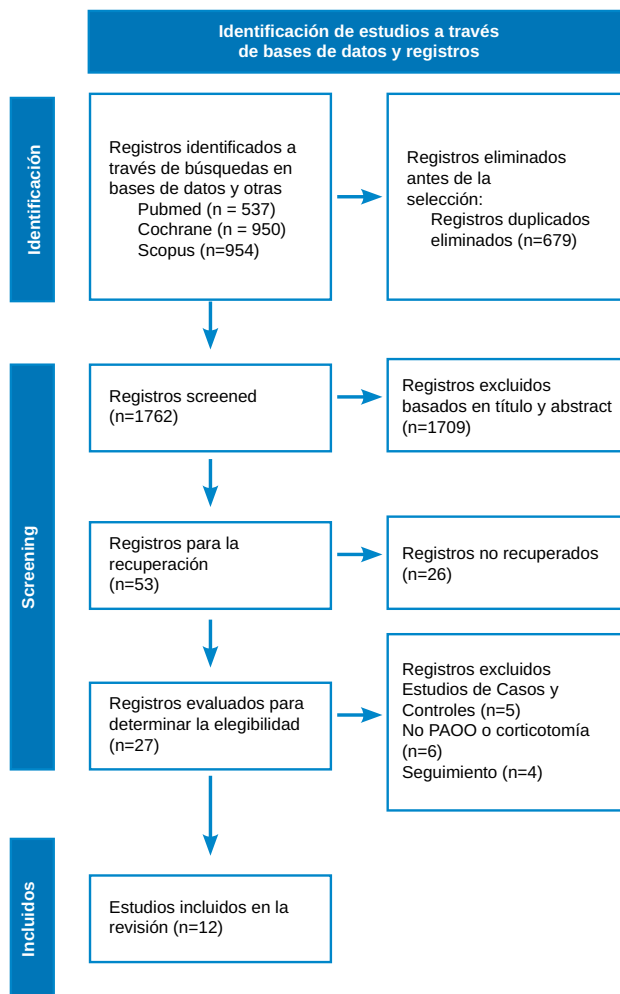 Identificación de estudios a través
de bases de datos y registros
Identificación
Registros identificados a
través de búsquedas en
bases de datos y otras
Pubmed (n = 537)
Cochrane (n = 950)
Scopus (n=954)
Registros eliminados
antes de la
selección:
Registros duplicados
eliminados (n=679)
Screening
Registros screened
(n=1762)
Registros excluidos
basados en título y abstract
(n=1709)
Registros para la
recuperación
(n=53)
Registros no recuperados
(n=26)
Registros evaluados para
determinar la elegibilidad
(n=27)
Registros excluidos
Estudios de Casos y
Controles (n=5)
No PAOO o corticotomía
(n=6)
Seguimiento (n=4)
Incluidos
Estudios incluidos en la
revisión (n=12)